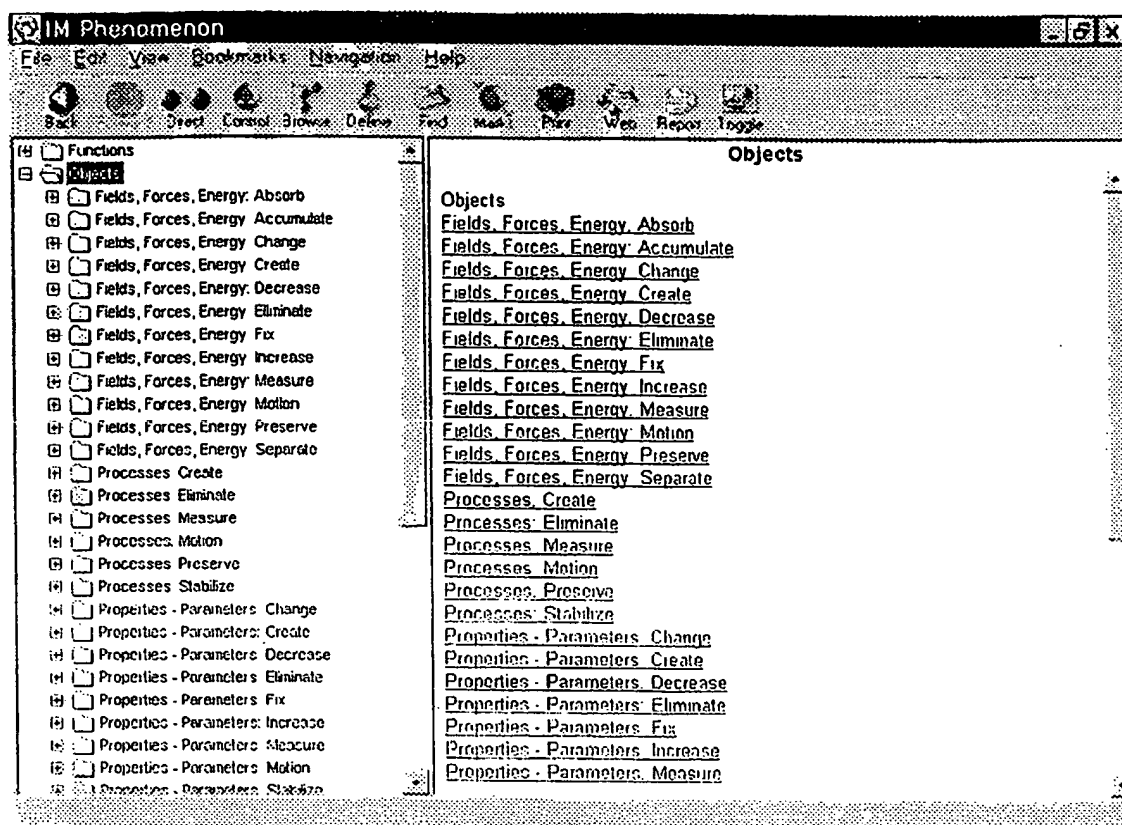 IM Phenomenon
File Edit View Bookmarks Navigation Help
Back Direct Control Browse Delete Find Mark1 Print Web Report Toggle
Functions
Objects
Fields, Forces, Energy: Absorb
Fields, Forces, Energy Accumulate
Fields, Forces, Energy Change
Fields, Forces, Energy Create
Fields, Forces, Energy: Decrease
Fields, Forces, Energy Eliminate
Fields, Forces, Energy Fix
Fields, Forces, Energy Increase
Fields, Forces, Energy: Measure
Fields, Forces, Energy Motion
Fields, Forces, Energy Preserve
Fields, Forces, Energy Separate
Processes Create
Processes Eliminate
Processes Measure
Processes. Motion
Processes Preserve
Processes Stabilize
Properties - Parameters Change
Properties - Parameters: Create
Properties - Parameters Decrease
Properties - Parameters Eliminate
Properties - Parameters Fix
Properties - Parameters: Increase
Properties - Parameters Measure
Properties - Parameters Motion
Properties - Parameters Stabilize
Objects
Objects
Fields, Forces, Energy. Absorb
Fields, Forces, Energy: Accumulate
Fields, Forces, Energy Change
Fields, Forces, Energy Create
Fields, Forces, Energy. Decrease
Fields, Forces, Energy: Eliminate
Fields, Forces, Energy. Fix
Fields, Forces, Energy Increase
Fields, Forces, Energy. Measure
Fields, Forces, Energy: Motion
Fields, Forces, Energy Preserve
Fields, Forces, Energy Separate
Processes. Create
Processes: Eliminate
Processes Measure
Processes Motion
Processes. Preserve
Processes: Stabilize
Properties - Parameters Change
Properties - Parameters Create
Properties - Parameters. Decrease
Properties - Parameters: Eliminate
Properties - Parameters Fix
Properties - Parameters Increase
Properties - Parameters. Measure